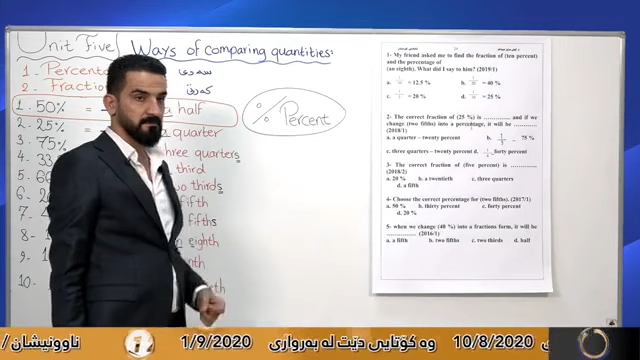 Unit Five Ways of comparing quantities:
1 - Percent
سەدی
2 - Fraction
کەرتی
% Percent
1 - 50% = a half
2 - 25% a quarter
3 - 75% three quarters
4 - third
5 - two thirds
6 - fifth
7 - fifths
8 - eighth
9 -
10 -
1- My friend asked me to find the fraction of (ten percent)
and the percentage of
(an eighth), What did I say to him? (2019/1)
a. = 12,5 % b. = 40 %
c. = 20 % d. = 25 %
2- The correct fraction of (25 %) is .............. and if we
change (two fifths) into a percentage, it will be ..............
(2018/1)
a. a quarter – twenty percent b. 75 %
c. three quarters – twenty percent d. forty percent
3- The correct fraction of (five percent) is ..............
(2018/2)
a. 20 % b. a twentieth c. three quarters
d. a fifth
4- Choose the correct percentage for (two fifths). (2017/1)
a. 50 % b. thirty percent c. forty percent
d. 20 %
5- when we change (40 %) into a fractions form, it will be
.............. (2016/1)
a. a fifth b. two fifths c. two thirds d. half
10/8/2020 وە کۆتایی دێت لە بەرواری 1/9/2020 ناوونیشان /